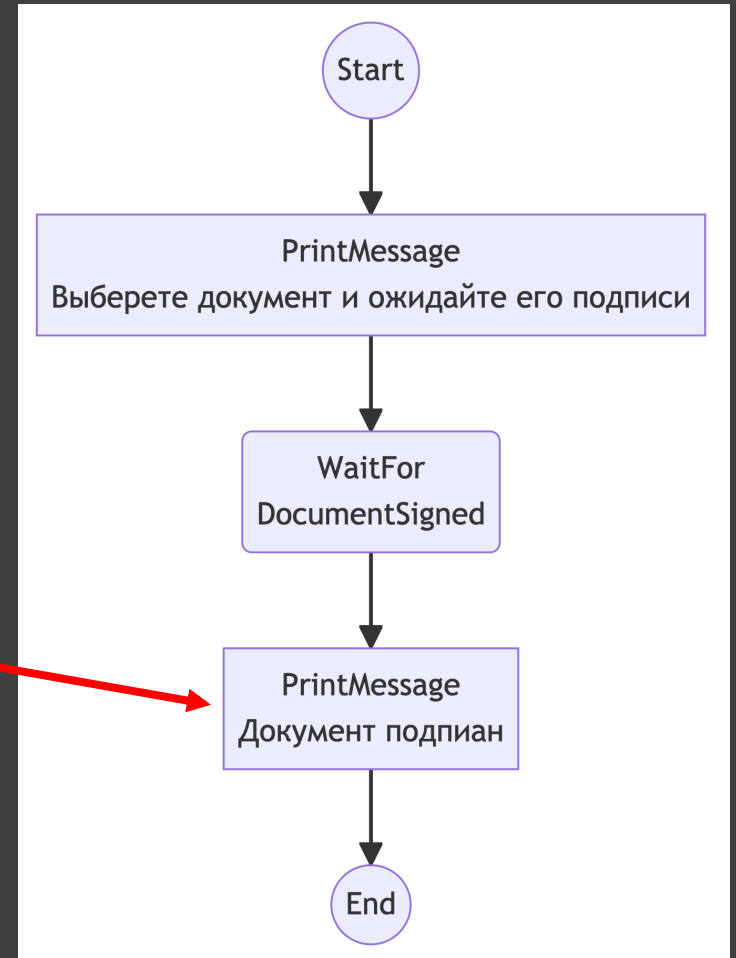 Start
PrintMessage
Выберете документ и ожидайте его подписи
WaitFor
DocumentSigned
PrintMessage
Документ подпиан
End